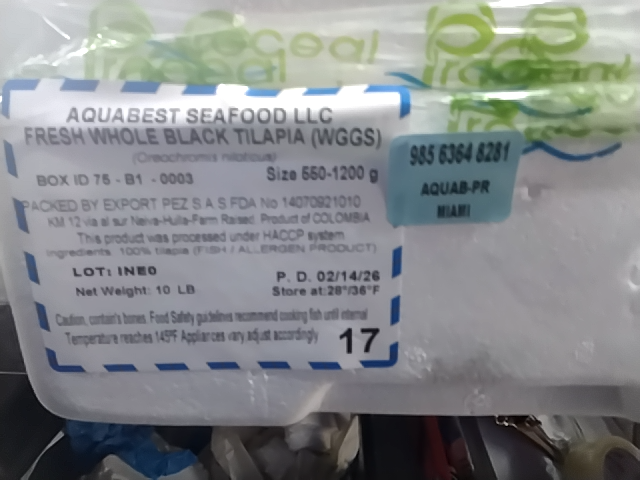 AQUABEST SEAFOOD LLC
FRESH WHOLE BLACK TILAPIA (WGGS)
(Oreochromis niloticus)
BOX ID 75 - B1 - 0003 Size 550-1200 g
PACKED BY EXPORT PEZ S.A.S FDA No 14070921010
KM 12 via al sur Neiva-Huila-Farm Raised. Product of COLOMBIA
This product was processed under HACCP system
Ingredients: 100% tilapia (FISH / ALLERGEN PRODUCT)
LOT: INE0 P. D. 02/14/26
Net Weight: 10 LB Store at:28°/36°F
Caution, contain's bones. Food Safety guidelines recommend cooking fish until internal
Temperature reaches 145°F Appliances vary adjust accordingly
17
985 6364 8281
AQUAB-PR
MIAMI